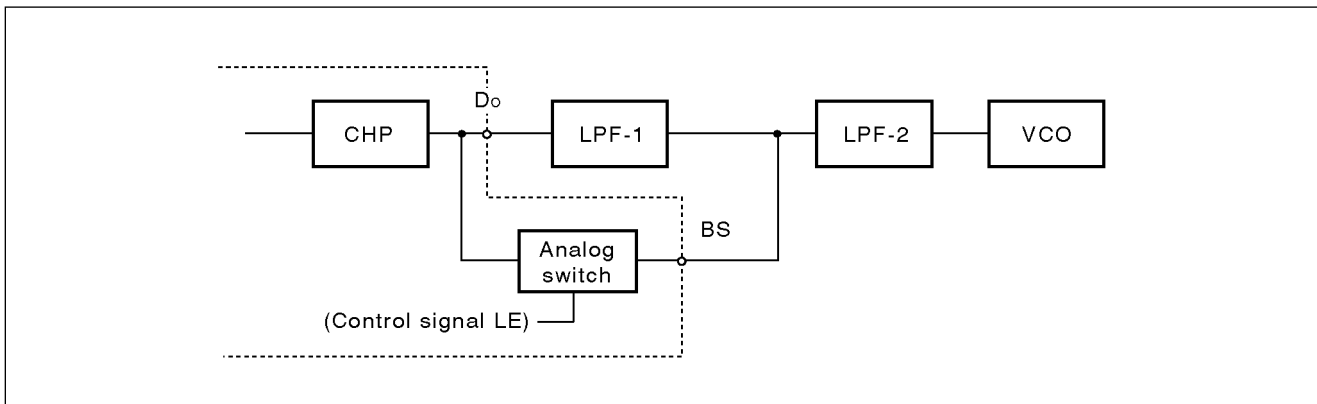 Do
CHP
LPF-1
LPF-2
VCO
BS
Analog
switch
(Control signal LE)